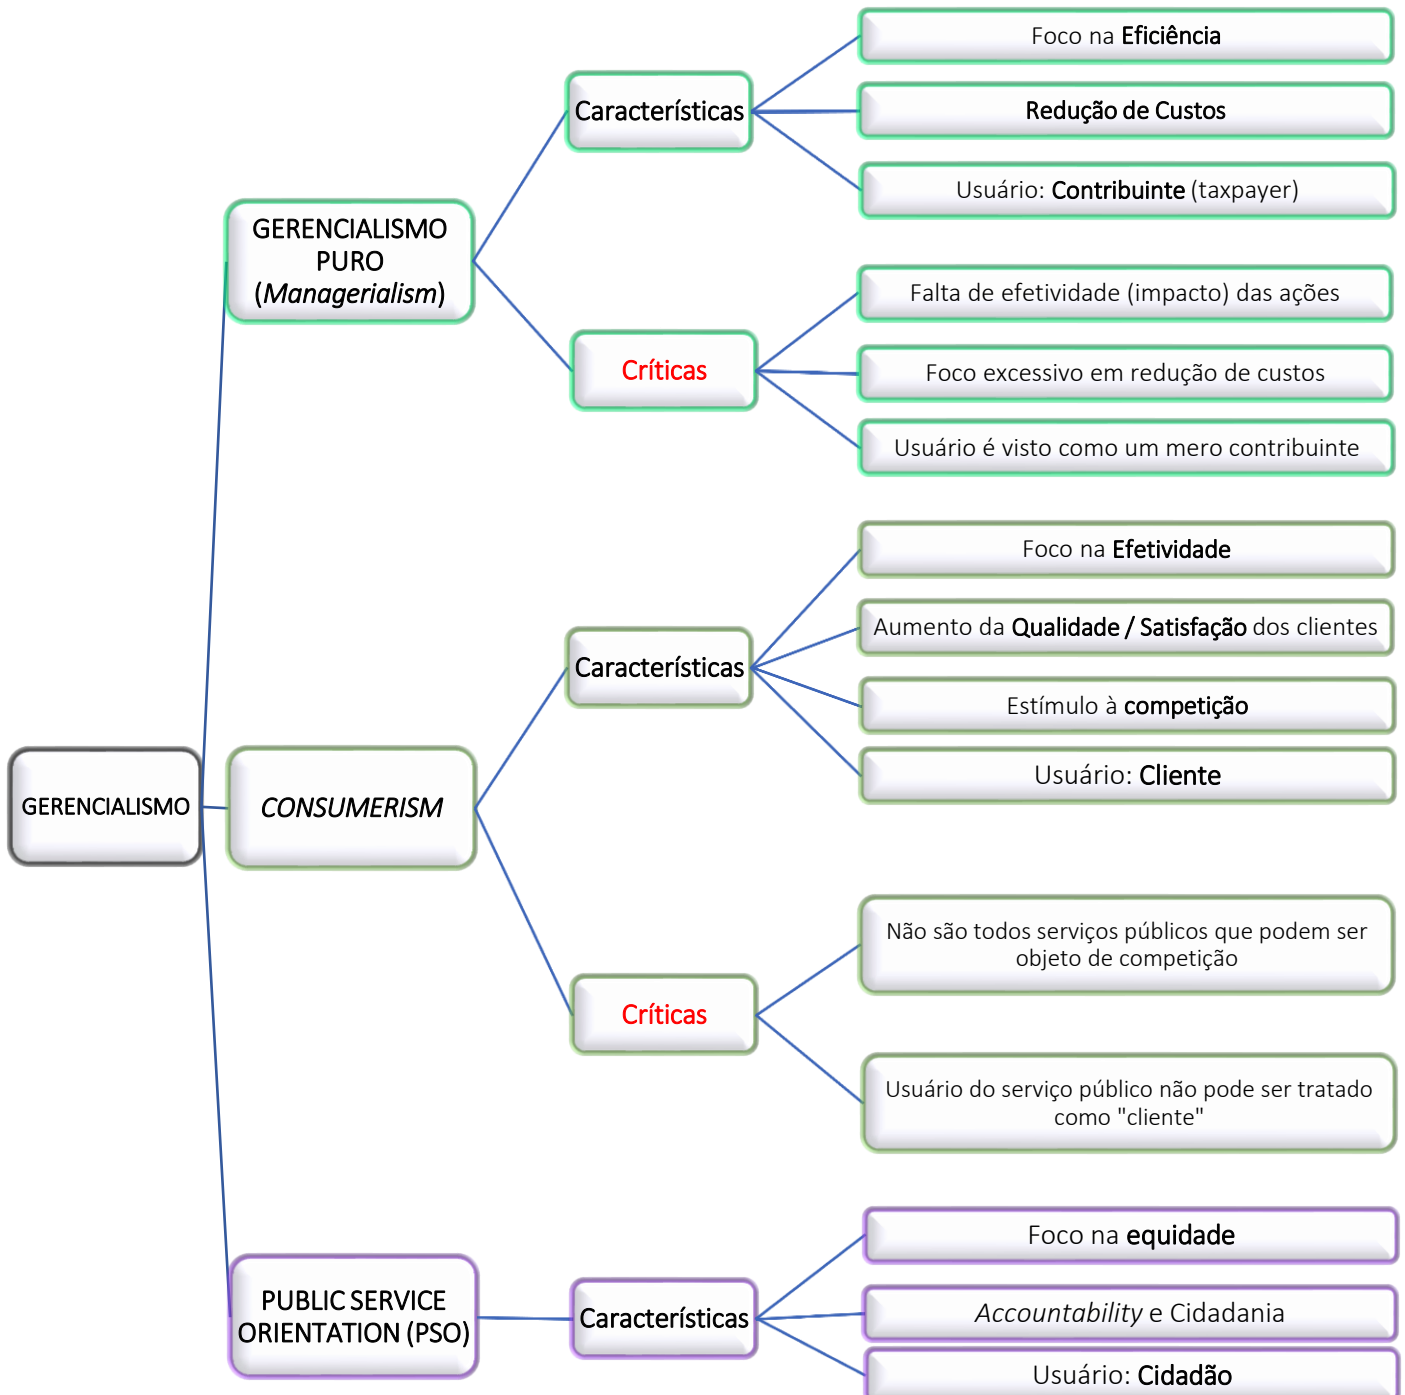 GERENCIALISMO
GERENCIALISMO
PURO
(Managerialism)
Característícas
Foco na Eficiência
Redução de Custos
Usuário: Contribuinte (taxpayer)
Críticas
Falta de efetividade (impacto) das ações
Foco excessivo em redução de custos
Usuário é visto como um mero contribuinte
CONSUMERISM
Característícas
Foco na Efetividade
Aumento da Qualidade / Satisfação dos clientes
Estímulo à competição
Usuário: Cliente
Críticas
Não são todos serviços públicos que podem ser
objeto de competição
Usuário do serviço público não pode ser tratado
como "cliente"
PUBLIC SERVICE
ORIENTATION (PSO)
Característícas
Foco na equidade
Accountability e Cidadania
Usuário: Cidadão